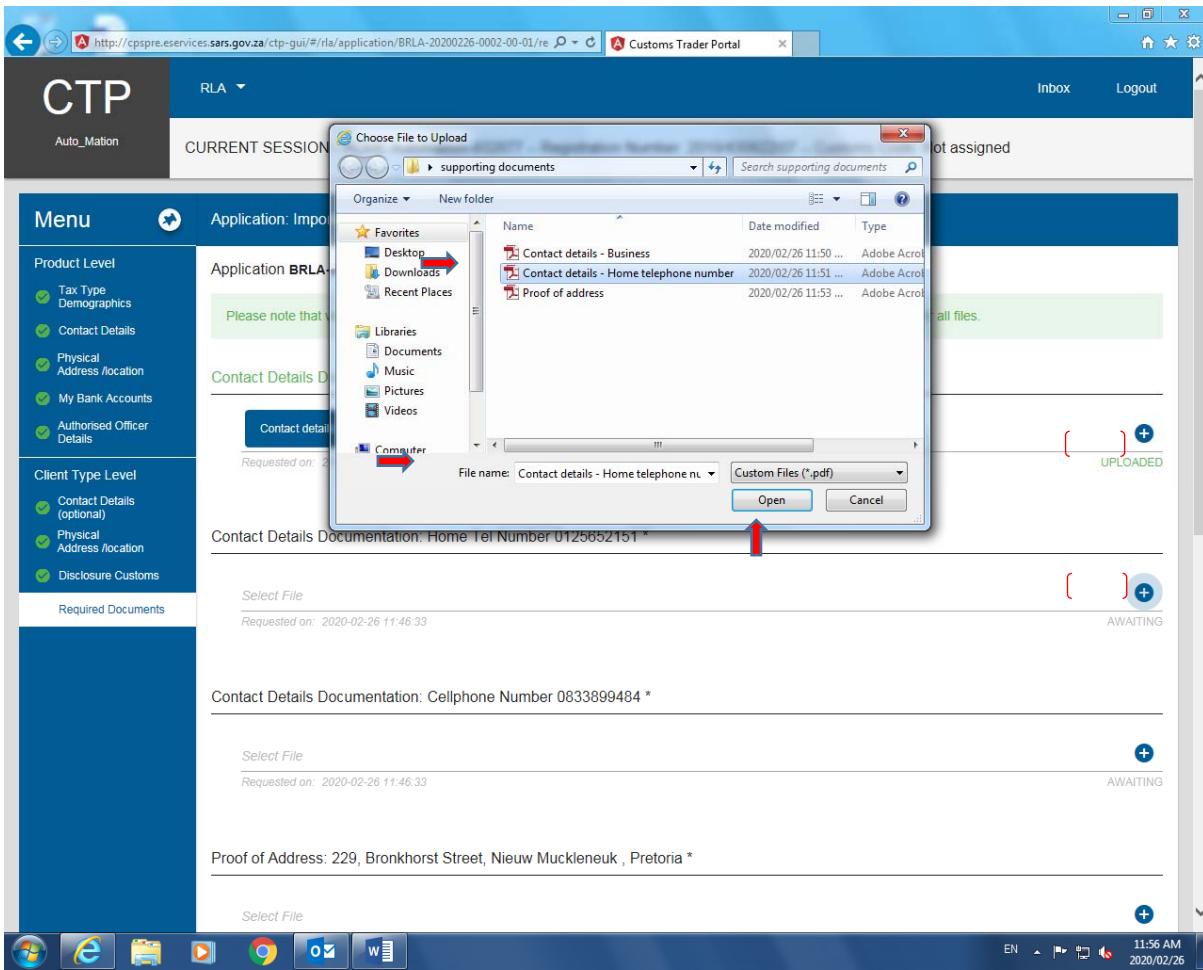 http://cpspre.eservices.sars.gov.za/ctp-gui/#/rla/application/BRLA-20200226-0002-00-01/re
Customs Trader Portal
CTP
Auto_Mation
RLA
Inbox
Logout
CURRENT SESSION
ot assigned
Choose File to Upload
supporting documents
Search supporting documents
Organize
New folder
Favorites
Desktop
Downloads
Recent Places
Libraries
Documents
Music
Pictures
Videos
Computer
Name
Date modified
Type
Contact details - Business
2020/02/26 11:50 ...
Adobe Acrol
Contact details - Home telephone number
2020/02/26 11:51 ...
Adobe Acrol
Proof of address
2020/02/26 11:53 ...
Adobe Acrol
File name:
Contact details - Home telephone nu
Custom Files (*.pdf)
Open
Cancel
Menu
Product Level
Tax Type
Demographics
Contact Details
Physical
Address /location
My Bank Accounts
Authorised Officer
Details
Client Type Level
Contact Details
(optional)
Physical
Address /location
Disclosure Customs
Required Documents
Application: Impo
Application BRLA-
Please note that
all files.
Contact Details D
Contact detail
Requested on: 2
UPLOADED
Contact Details Documentation: Home Tel Number 0125652151 *
Select File
Requested on: 2020-02-26 11:46:33
AWAITING
Contact Details Documentation: Cellphone Number 0833899484 *
Select File
Requested on: 2020-02-26 11:46:33
AWAITING
Proof of Address: 229, Bronkhorst Street, Nieuw Muckleneuk , Pretoria *
Select File
EN
11:56 AM
2020/02/26